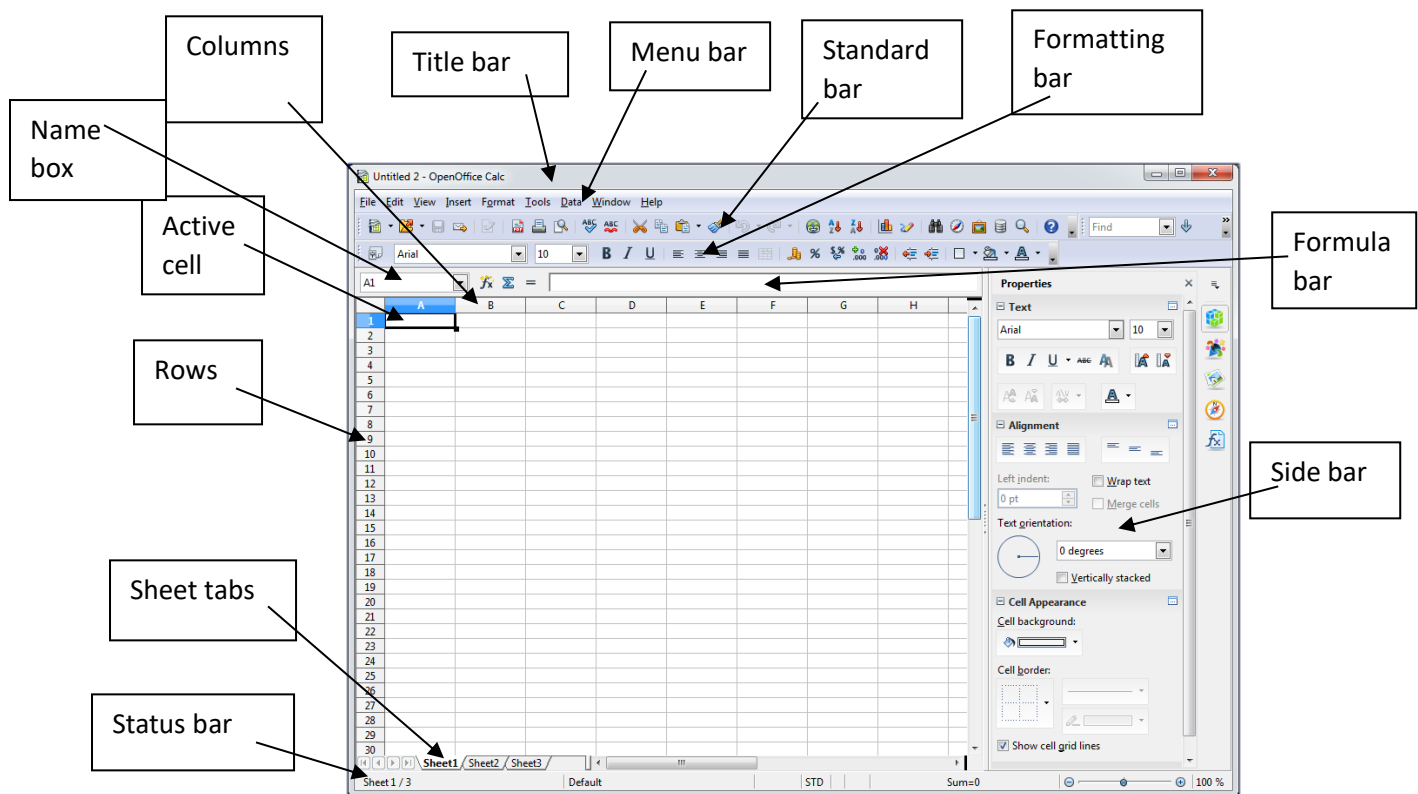 Columns
Title bar
Menu bar
Standard
bar
Formatting
bar
Name
box
Active
cell
Formula
bar
Rows
Side bar
Sheet tabs
Status bar
Untitled 2 - OpenOffice Calc
File Edit View Insert Format Tools Data Window Help
Find
Arial 10 B I U
A1 =
A B C D E F G H
1
2
3
4
5
6
7
8
9
10
11
12
13
14
15
16
17
18
19
20
21
22
23
24
25
26
27
28
29
30
Properties
Text
Arial 10
B I U ABC
Alignment
Left indent: Wrap text
0 pt Merge cells
Text orientation:
0 degrees
Vertically stacked
Cell Appearance
Cell background:
Cell border:
Show cell grid lines
Sheet1 Sheet2 Sheet3
Sheet 1 / 3 Default STD Sum=0 100 %